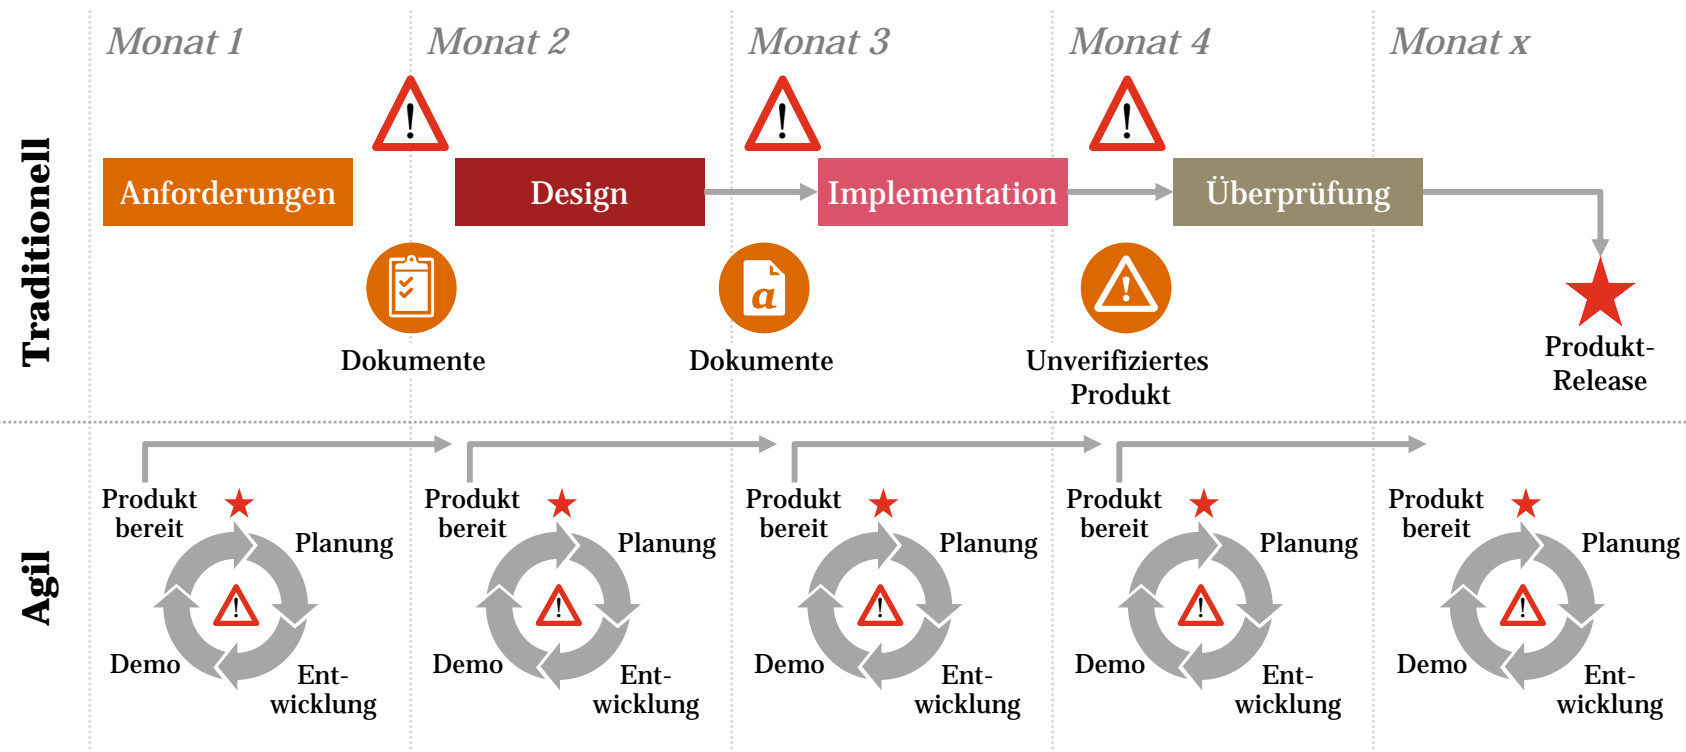 Monat 1
Monat 2
Monat 3
Monat 4
Monat x
Traditionell
Anforderungen
Design
Implementation
Überprüfung
a
Dokumente
Dokumente
Unverifiziertes
Produkt
Produkt-
Release
Agil
Produkt
bereit
Planung
Demo
Ent-
wicklung
Produkt
bereit
Planung
Demo
Ent-
wicklung
Produkt
bereit
Planung
Demo
Ent-
wicklung
Produkt
bereit
Planung
Demo
Ent-
wicklung
Produkt
bereit
Planung
Demo
Ent-
wicklung